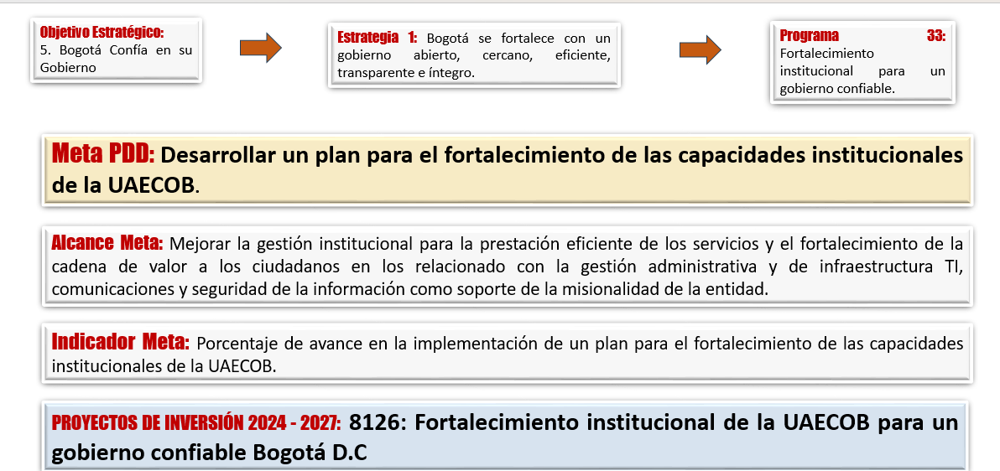 Objetivo Estratégico:
5. Bogotá Confía en su
Gobierno
Estrategia 1: Bogotá se fortalece con un
gobierno abierto, cercano, eficiente,
transparente e íntegro.
Programa 33:
Fortalecimiento
institucional para un
gobierno confiable.
Meta PDD: Desarrollar un plan para el fortalecimiento de las capacidades institucionales
de la UAECOB.
Alcance Meta: Mejorar la gestión institucional para la prestación eficiente de los servicios y el fortalecimiento de la
cadena de valor a los ciudadanos en los relacionado con la gestión administrativa y de infraestructura TI,
comunicaciones y seguridad de la información como soporte de la misionalidad de la entidad.
Indicador Meta: Porcentaje de avance en la implementación de un plan para el fortalecimiento de las capacidades
institucionales de la UAECOB.
PROYECTOS DE INVERSIÓN 2024 - 2027: 8126: Fortalecimiento institucional de la UAECOB para un
gobierno confiable Bogotá D.C